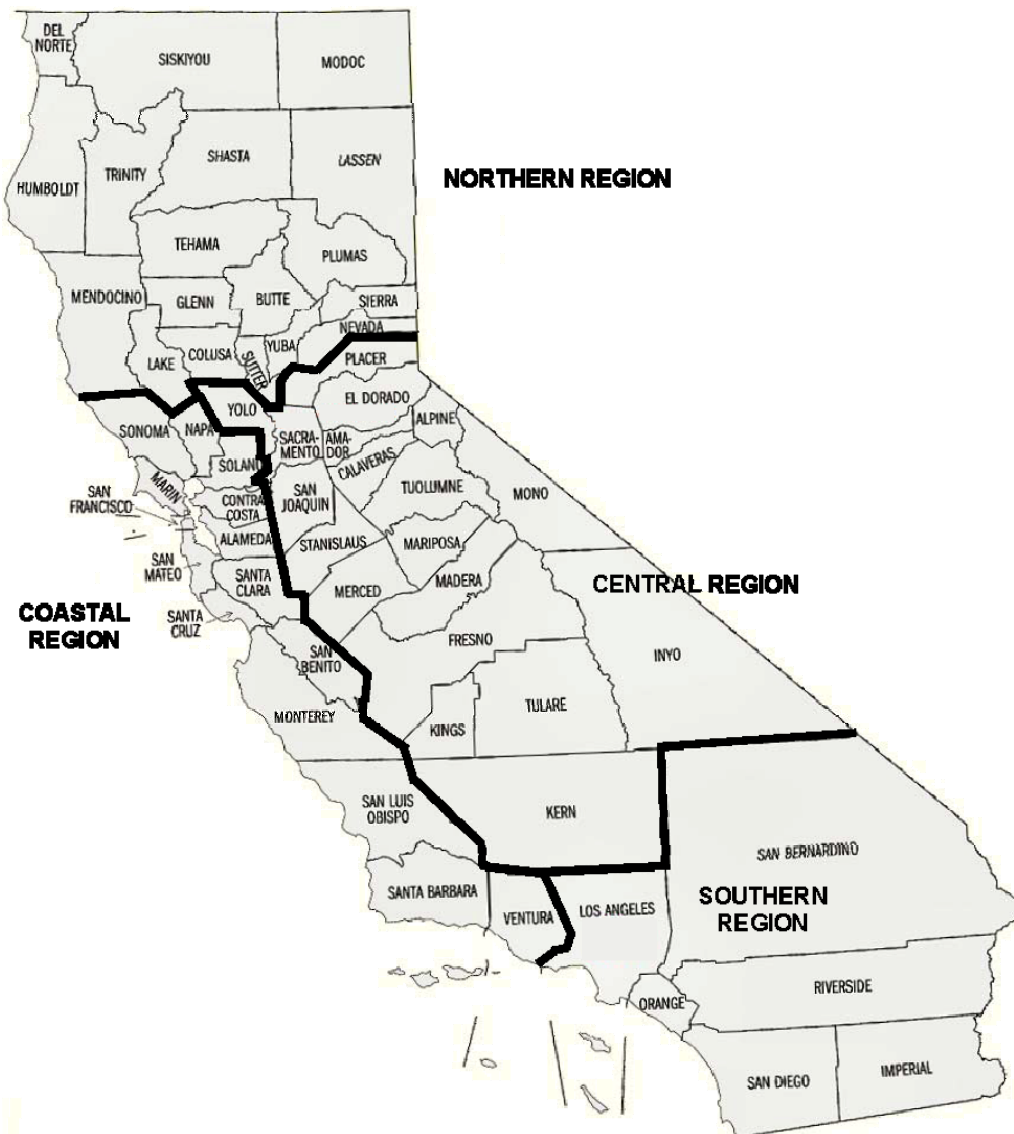 DEL
NORTE
SISKIYOU
MODOC
HUMBOLDT
TRINITY
SHASTA
LASSEN
NORTHERN REGION
TEHAMA
PLUMAS
MENDOCINO
GLENN
BUTTE
SIERRA
NEVADA
YUBA
SUTTER
COLUSA
LAKE
PLACER
YOLO
EL DORADO
SONOMA
NAPA
SACRA-
MENTO
AMA-
DOR
ALPINE
SOLANO
CALAVERAS
MARIN
SAN
FRANCISCO
CONTRA
COSTA
SAN
JOAQUIN
TUOLUMNE
MONO
ALAMEDA
STANISLAUS
MARIPOSA
SAN
MATEO
SANTA
CLARA
MERCED
MADERA
CENTRAL REGION
COASTAL
REGION
SANTA
CRUZ
SAN
BENITO
FRESNO
INYO
MONTEREY
KINGS
TULARE
SAN LUIS
OBISPO
KERN
SAN BERNARDINO
SANTA BARBARA
VENTURA
LOS ANGELES
SOUTHERN
REGION
ORANGE
RIVERSIDE
SAN DIEGO
IMPERIAL